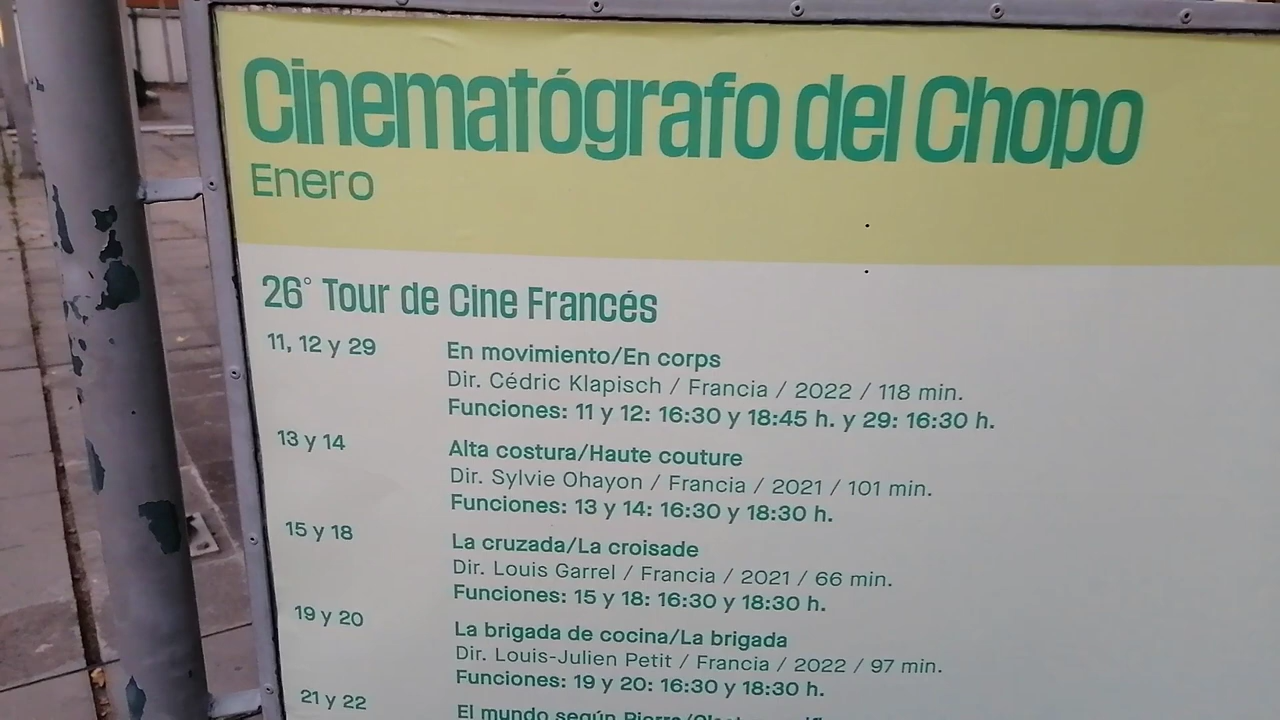 Cinematógrafo del Chopo
Enero
26° Tour de Cine Francés
11, 12 y 29
En movimiento/En corps
Dir. Cédric Klapisch / Francia / 2022 / 118 min.
Funciones: 11 y 12: 16:30 y 18:45 h. y 29: 16:30 h.
13 y 14
Alta costura/Haute couture
Dir. Sylvie Ohayon / Francia / 2021 / 101 min.
Funciones: 13 y 14: 16:30 y 18:30 h.
15 y 18
La cruzada/La croisade
Dir. Louis Garrel / Francia / 2021 / 66 min.
Funciones: 15 y 18: 16:30 y 18:30 h.
19 y 20
La brigada de cocina/La brigada
Dir. Louis-Julien Petit / Francia / 2022 / 97 min.
Funciones: 19 y 20: 16:30 y 18:30 h.
21 y 22
El mundo según